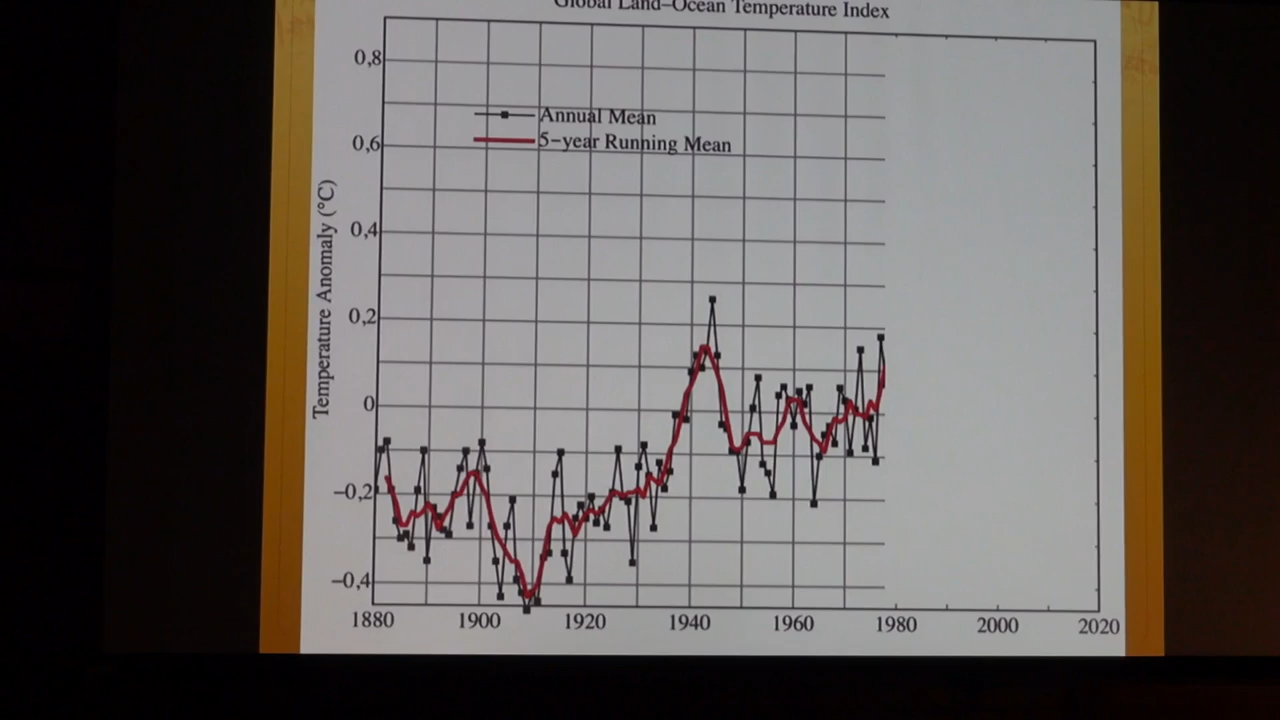 Global Land–Ocean Temperature Index
0,8
Annual Mean
5–year Running Mean
0,6
0,4
0,2
0
–0,2
–0,4
Temperature Anomaly (°C)
1880 1900 1920 1940 1960 1980 2000 2020